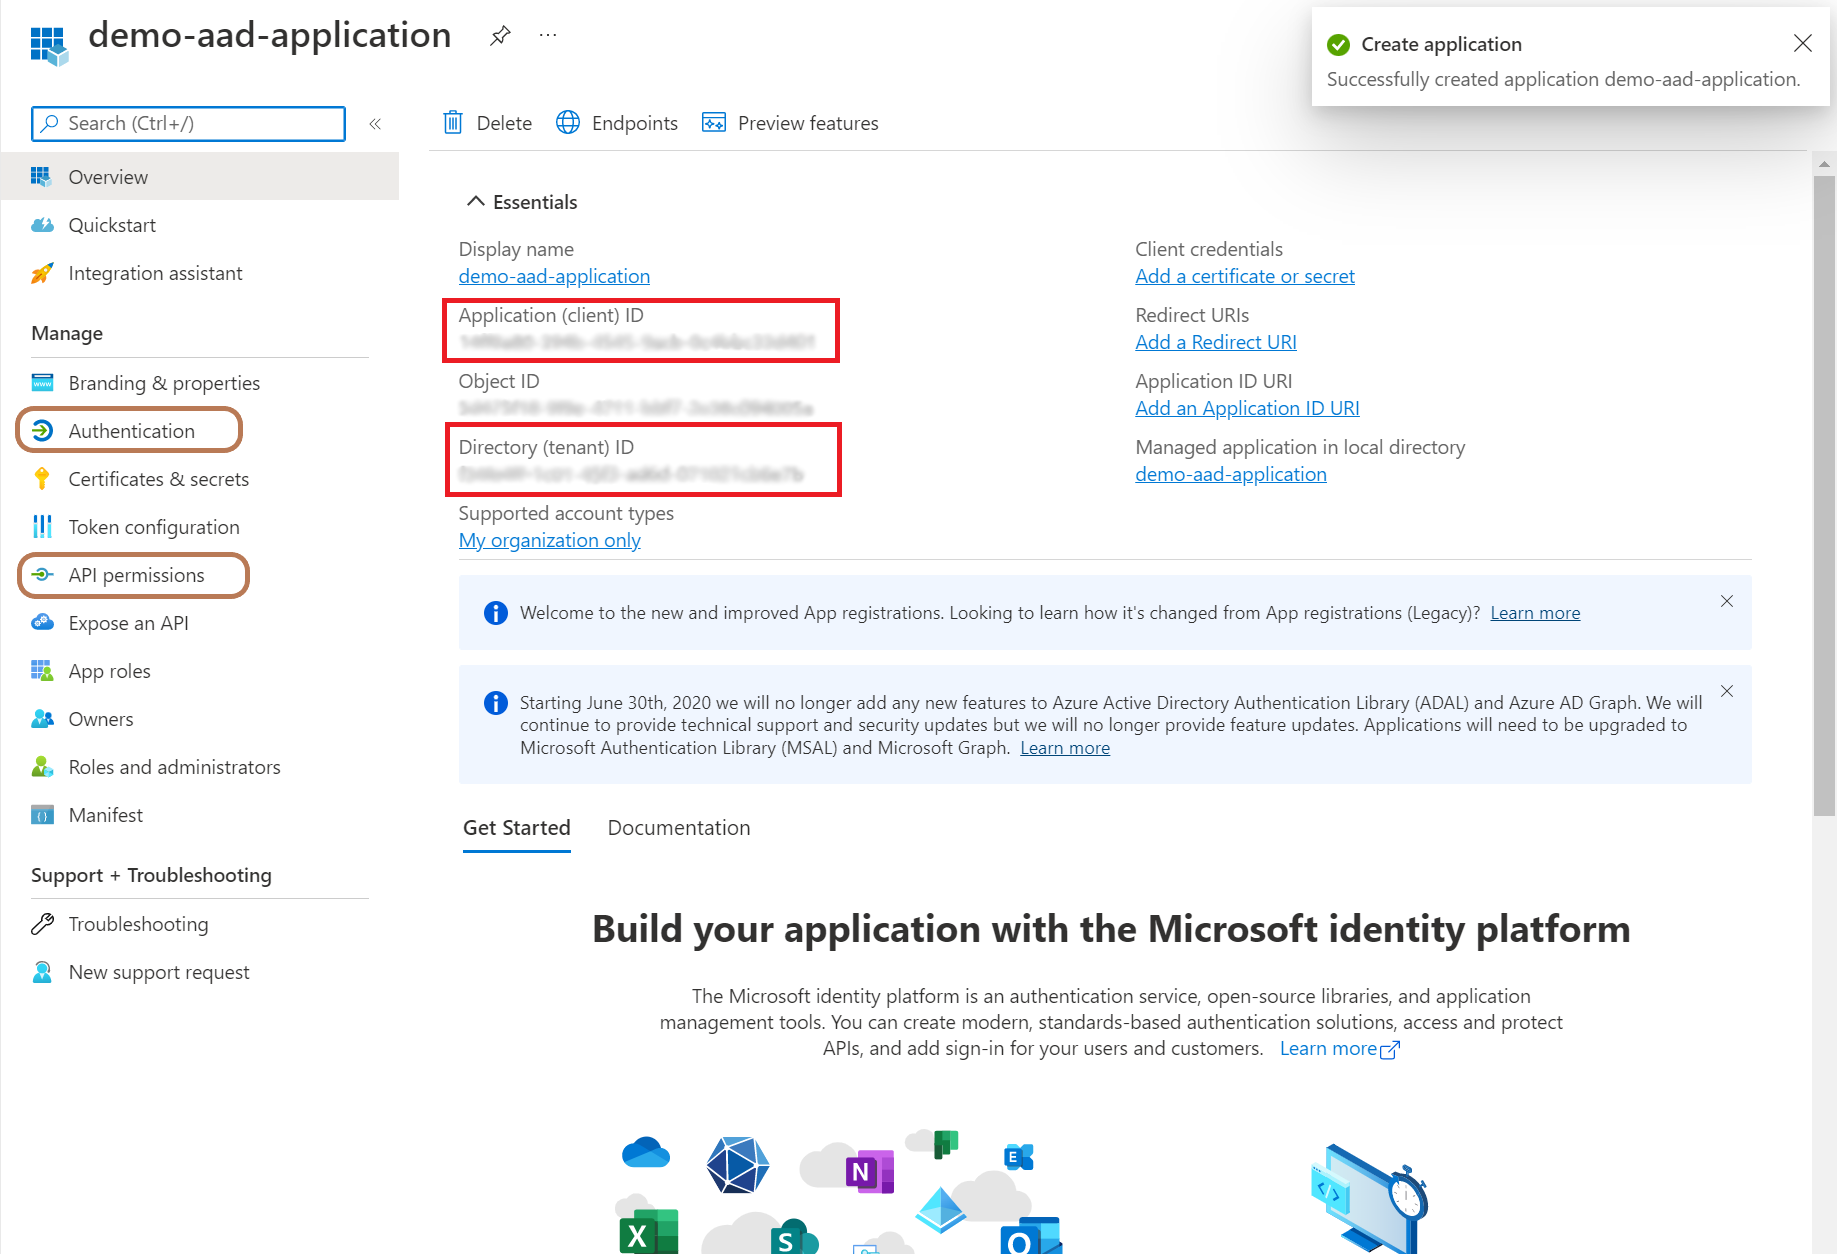 demo-aad-application
Create application
Successfully created application demo-aad-application.
Search (Ctrl+/)
Delete
Endpoints
Preview features
Overview
Quickstart
Integration assistant
Manage
Branding & properties
Authentication
Certificates & secrets
Token configuration
API permissions
Expose an API
App roles
Owners
Roles and administrators
Manifest
Support + Troubleshooting
Troubleshooting
New support request
Essentials
Display name
demo-aad-application
Application (client) ID
Object ID
Directory (tenant) ID
Supported account types
My organization only
Client credentials
Add a certificate or secret
Redirect URIs
Add a Redirect URI
Application ID URI
Add an Application ID URI
Managed application in local directory
demo-aad-application
Welcome to the new and improved App registrations. Looking to learn how it's changed from App registrations (Legacy)? Learn more
Starting June 30th, 2020 we will no longer add any new features to Azure Active Directory Authentication Library (ADAL) and Azure AD Graph. We will
continue to provide technical support and security updates but we will no longer provide feature updates. Applications will need to be upgraded to
Microsoft Authentication Library (MSAL) and Microsoft Graph. Learn more
Get Started
Documentation
Build your application with the Microsoft identity platform
The Microsoft identity platform is an authentication service, open-source libraries, and application
management tools. You can create modern, standards-based authentication solutions, access and protect
APIs, and add sign-in for your users and customers. Learn more
N
E
X
S
O